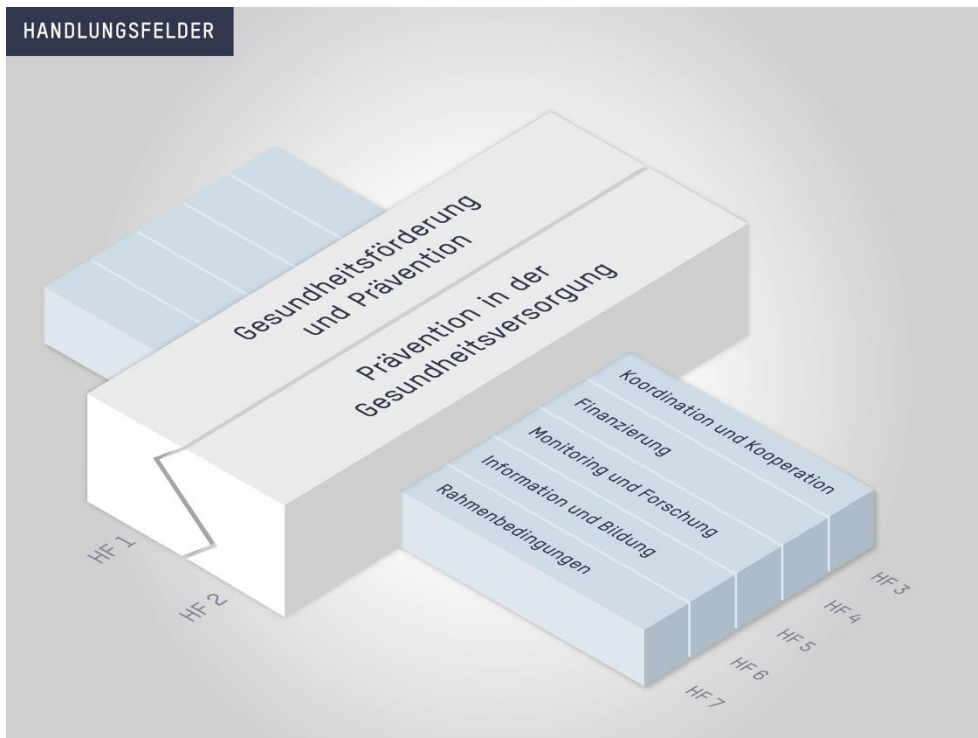 HANDLUNGSFELDER
Gesundheitsförderung
und Prävention
Prävention in der
Gesundheitsversorgung
Koordination und Kooperation
Finanzierung
Monitoring und Forschung
Information und Bildung
Rahmenbedingungen
HF 1
HF 2
HF 3
HF 4
HF 5
HF 6
HF 7